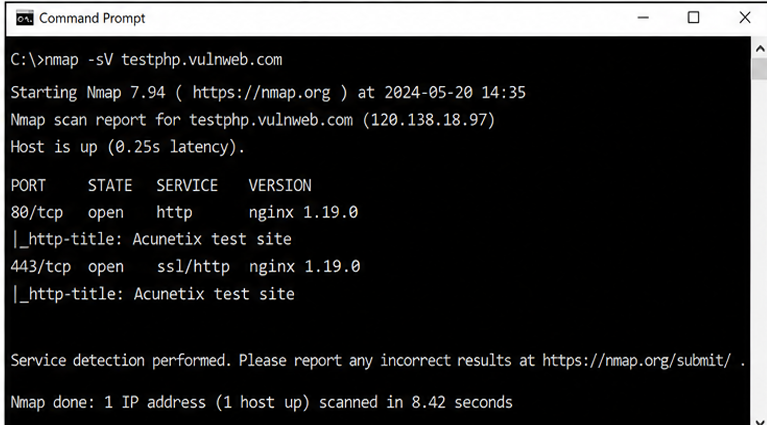 Command Prompt
C:\>nmap -sV testphp.vulnweb.com
Starting Nmap 7.94 ( https://nmap.org ) at 2024-05-20 14:35
Nmap scan report for testphp.vulnweb.com (120.138.18.97)
Host is up (0.25s latency).
PORT STATE SERVICE VERSION
80/tcp open http nginx 1.19.0
|_http-title: Acunetix test site
443/tcp open ssl/http nginx 1.19.0
|_http-title: Acunetix test site
Service detection performed. Please report any incorrect results at https://nmap.org/submit/ .
Nmap done: 1 IP address (1 host up) scanned in 8.42 seconds